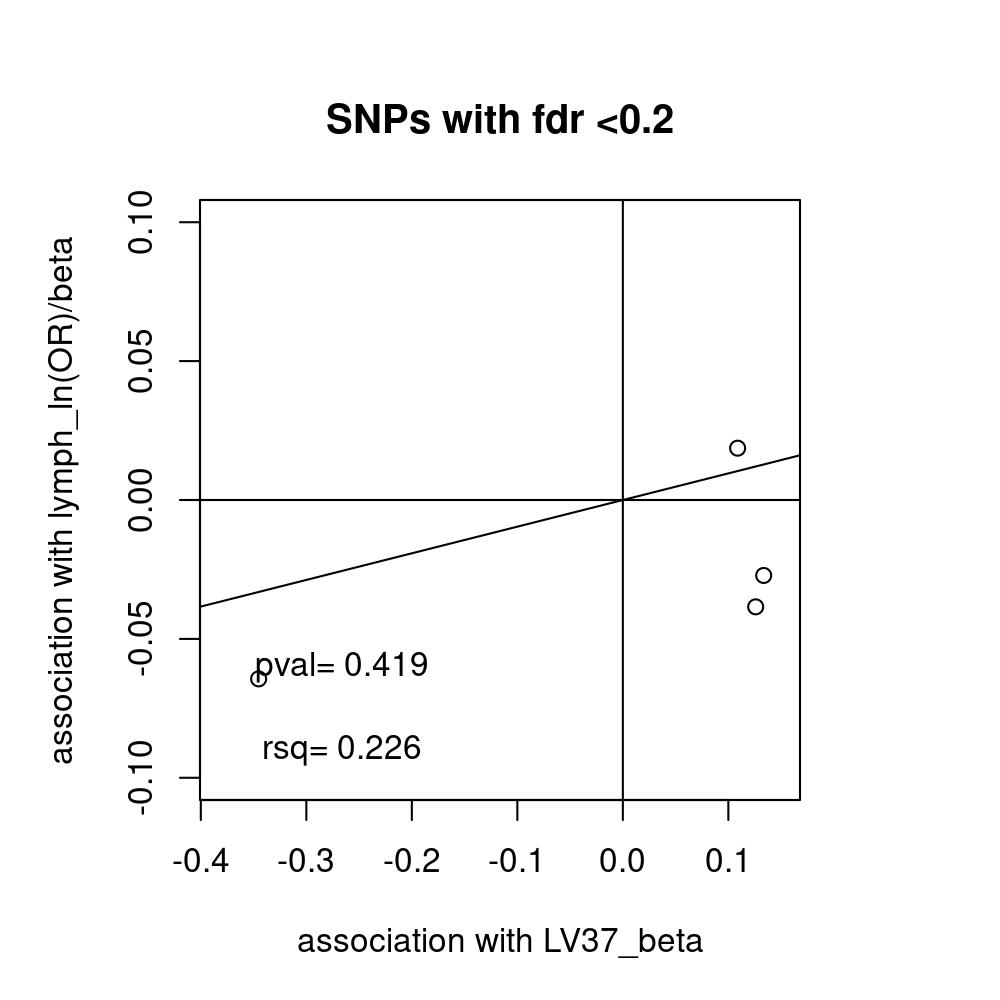 SNPs with fdr <0.2
association with lymph_ln(OR)/beta
0.10
0.05
0.00
-0.05
-0.10
pval= 0.419
rsq= 0.226
-0.4 -0.3 -0.2 -0.1 0.0 0.1
association with LV37_beta